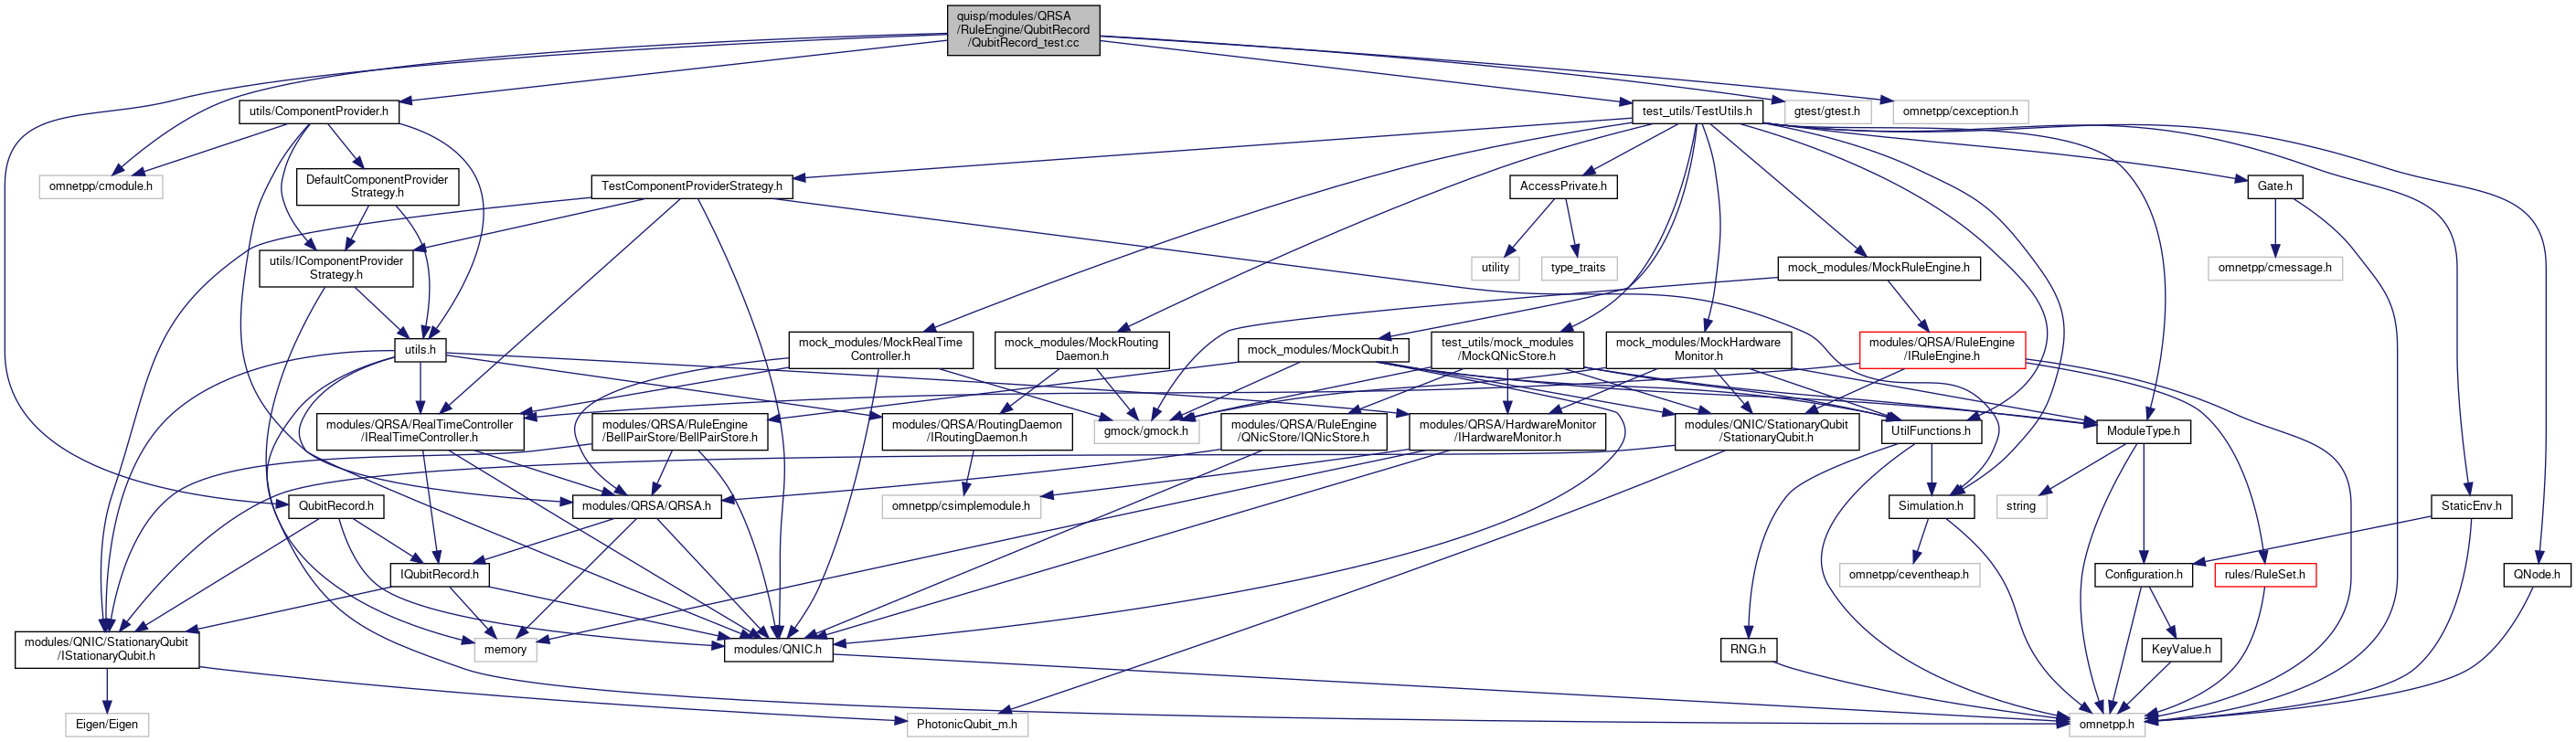 quisp/modules/QRSA
/RuleEngine/QubitRecord
/QubitRecord_test.cc
utils/ComponentProvider.h
test_utils/TestUtils.h
gtest/gtest.h
omnetpp/cexception.h
omnetpp/cmodule.h
DefaultComponentProvider
Strategy.h
TestComponentProviderStrategy.h
AccessPrivate.h
Gate.h
utils/IComponentProvider
Strategy.h
utility
type_traits
mock_modules/MockRuleEngine.h
omnetpp/cmessage.h
utils.h
mock_modules/MockRealTime
Controller.h
mock_modules/MockRouting
Daemon.h
mock_modules/MockQubit.h
test_utils/mock_modules
/MockQNicStore.h
mock_modules/MockHardware
Monitor.h
modules/QRSA/RuleEngine
/IRuleEngine.h
modules/QRSA/RealTimeController
/IRealTimeController.h
modules/QRSA/RuleEngine
/BellPairStore/BellPairStore.h
modules/QRSA/RoutingDaemon
/IRoutingDaemon.h
gmock/gmock.h
modules/QRSA/RuleEngine
/QNicStore/IQNicStore.h
modules/QRSA/HardwareMonitor
/IHardwareMonitor.h
modules/QNIC/StationaryQubit
/StationaryQubit.h
UtilFunctions.h
ModuleType.h
QubitRecord.h
modules/QRSA/QRSA.h
omnetpp/csimplemodule.h
Simulation.h
string
StaticEnv.h
IQubitRecord.h
omnetpp/ceventheap.h
Configuration.h
rules/RuleSet.h
QNode.h
modules/QNIC/StationaryQubit
/IStationaryQubit.h
memory
modules/QNIC.h
RNG.h
KeyValue.h
Eigen/Eigen
PhotonicQubit_m.h
omnetpp.h